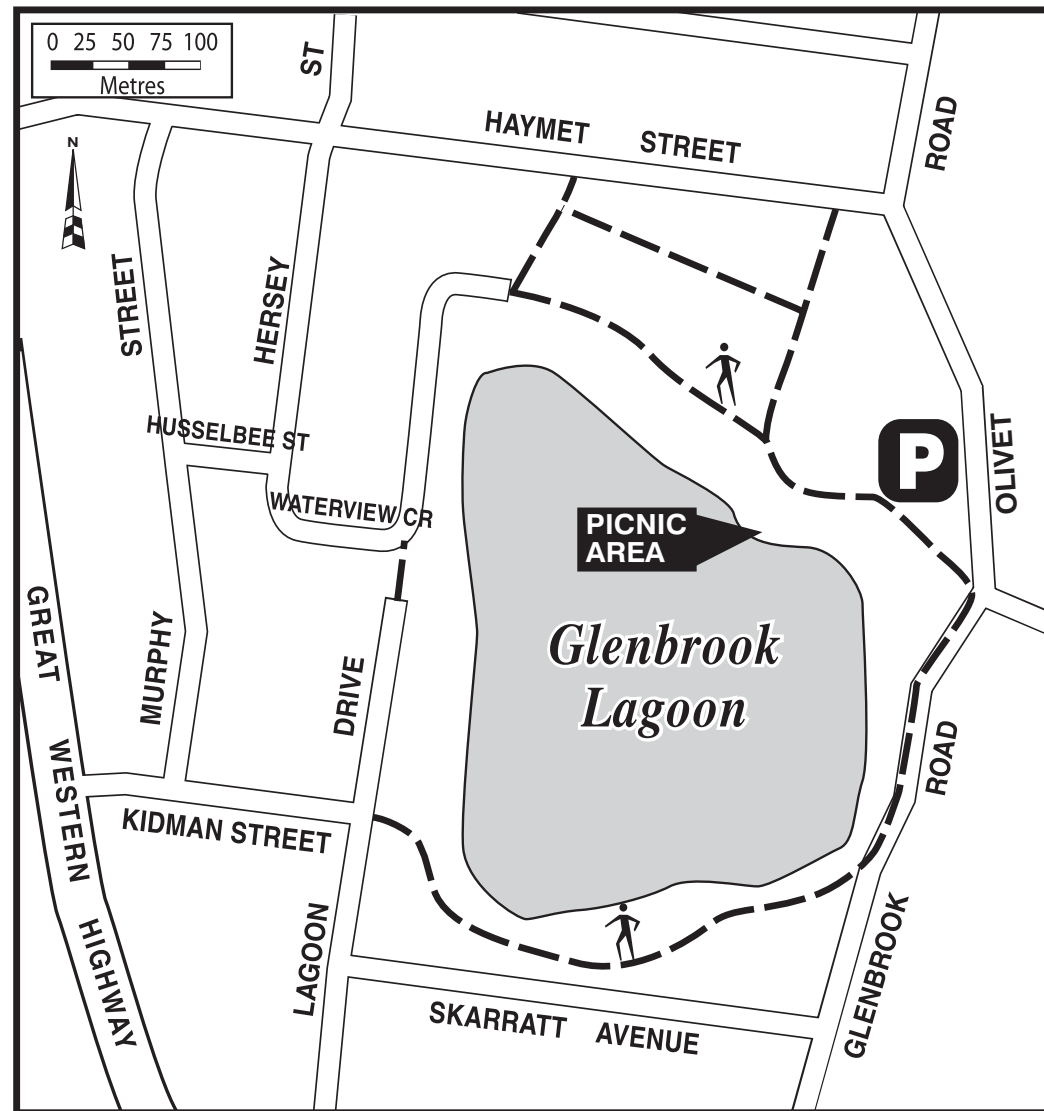 0 25 50 75 100
Metres
ST
N
HAYMET STREET
ROAD
STREET
HERSEY
HUSSELBEE ST
WATERVIEW CR
P
OLIVET
PICNIC
AREA
Glenbrook
Lagoon
GREAT WESTERN HIGHWAY
MURPHY
DRIVE
ROAD
KIDMAN STREET
LAGOON
GLENBROOK
SKARRATT AVENUE